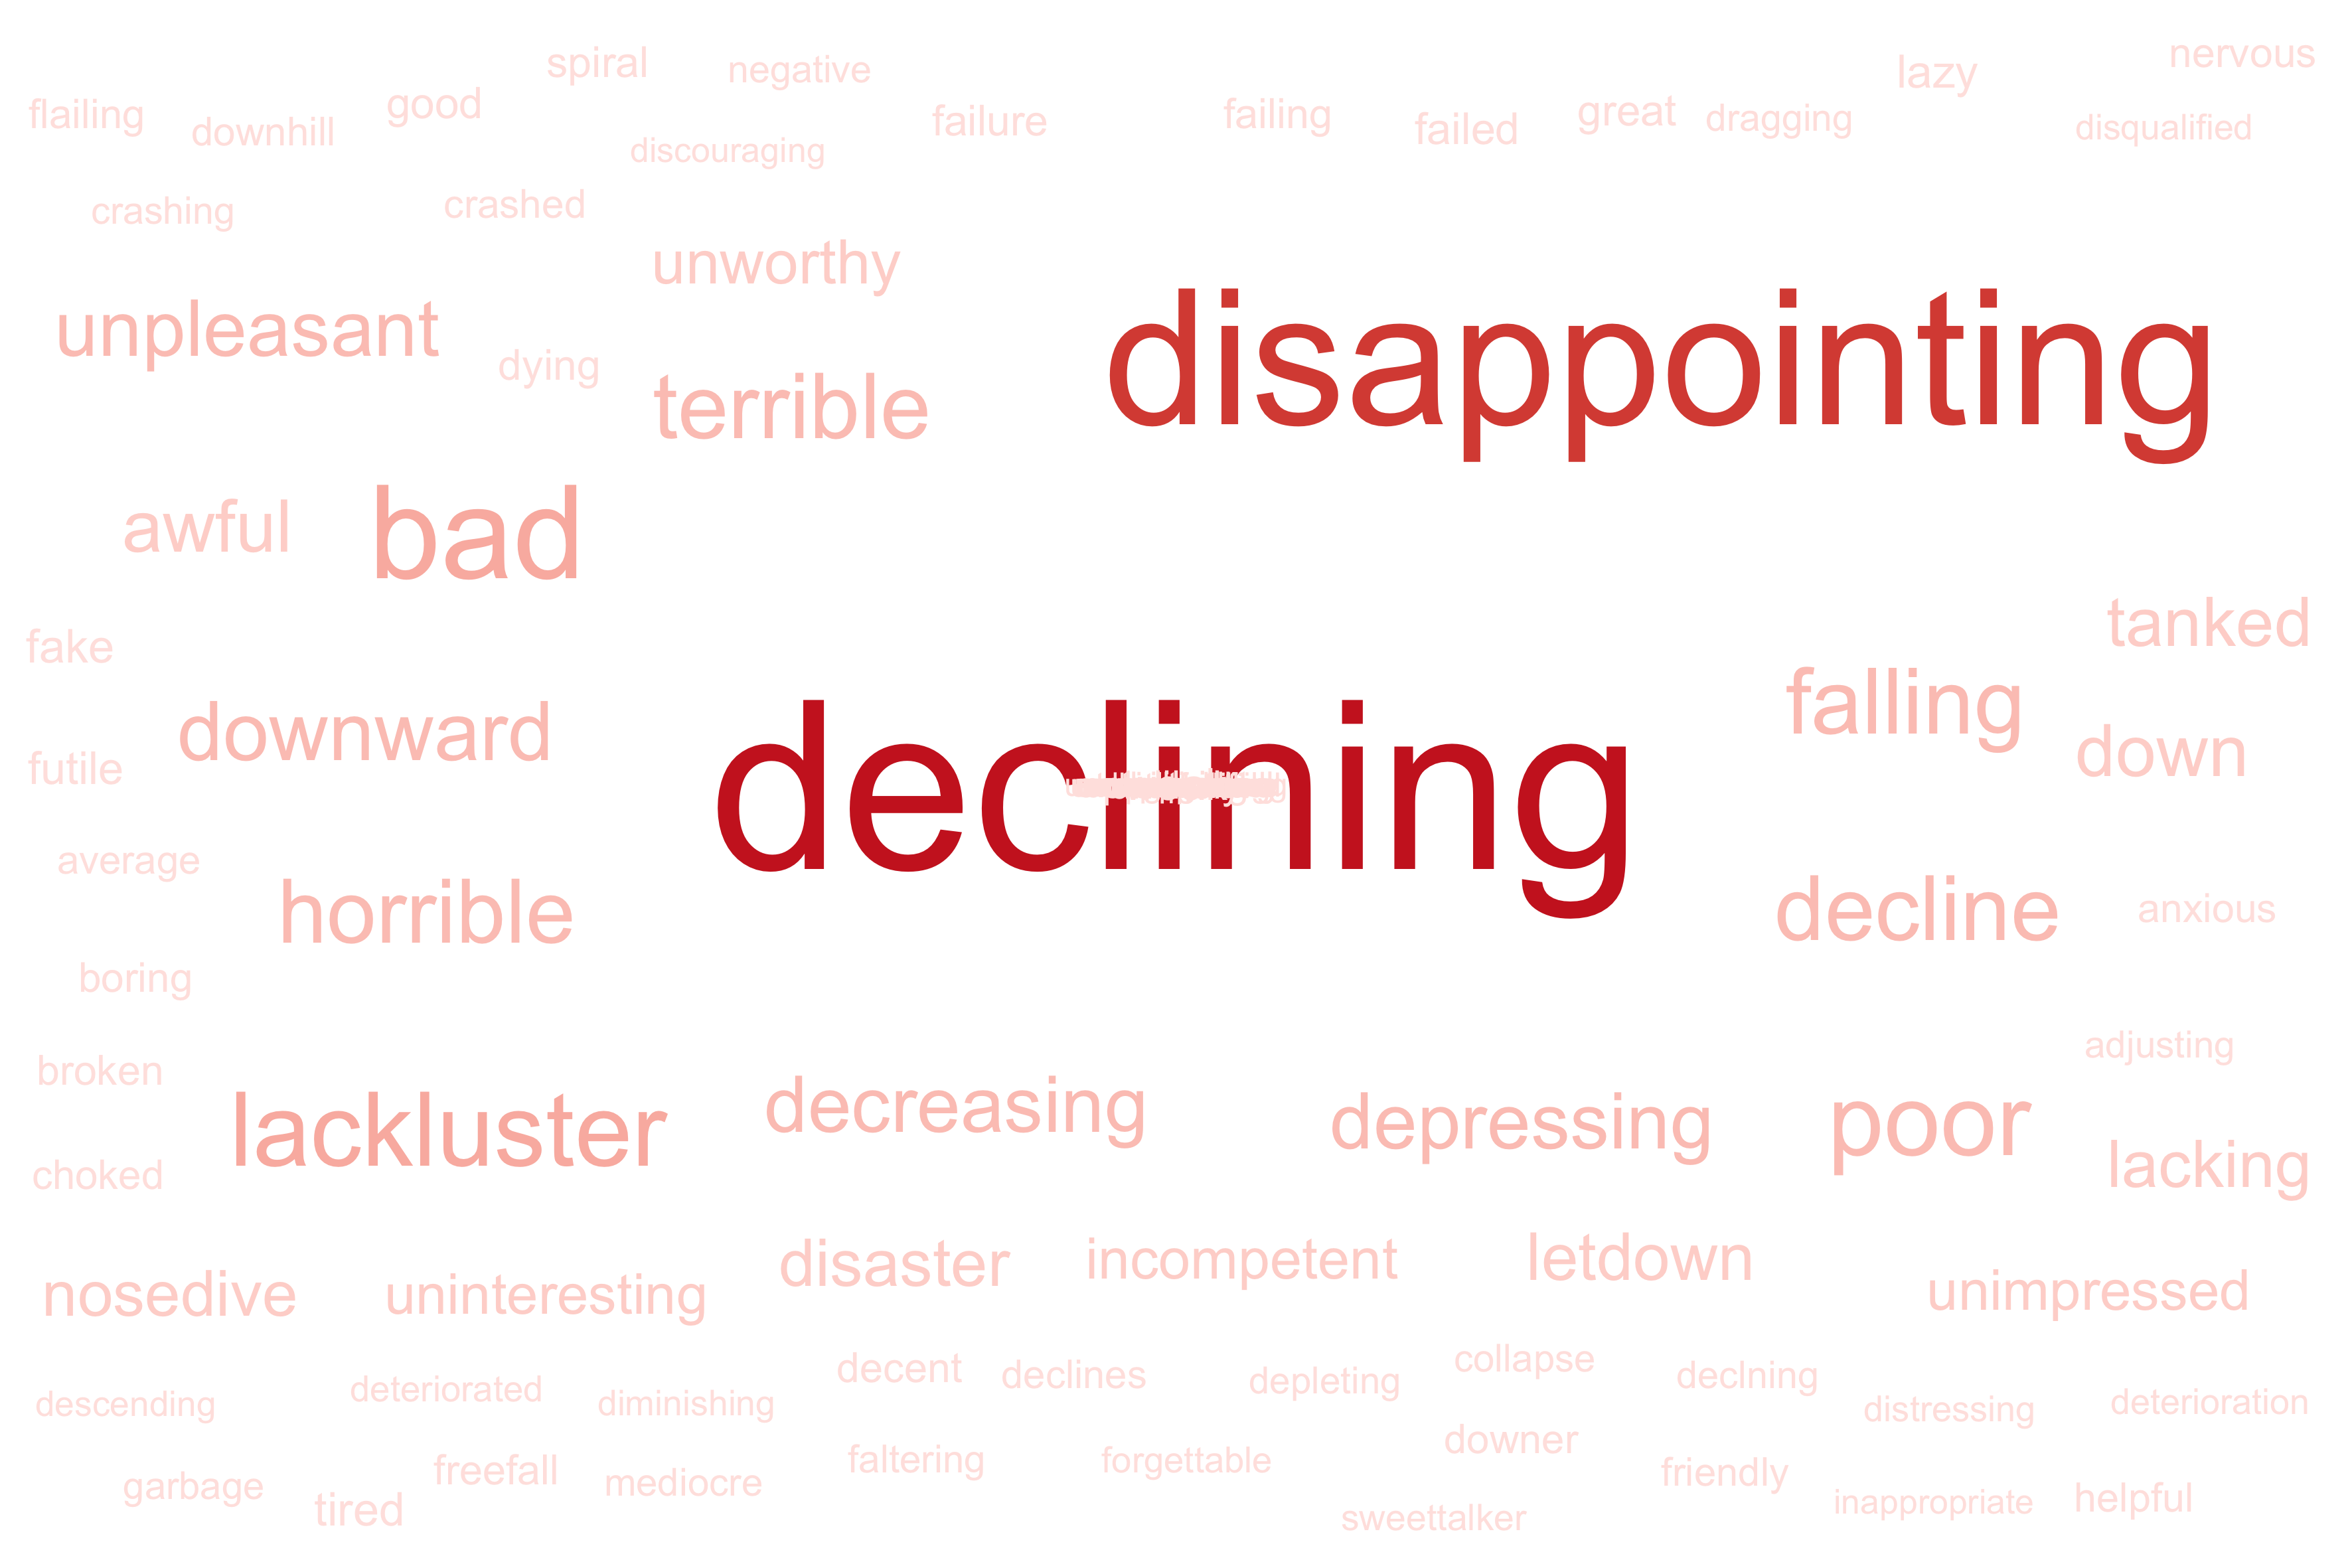 spiral
negative
lazy
nervous
flailing
downhill
good
failure
failing
failed
great
dragging
disqualified
discouraging
crashing
crashed
unworthy
unpleasant
dying
terrible
disappointing
awful
bad
fake
tanked
downward
declining
falling
down
futile
average
horrible
decline
anxious
boring
broken
adjusting
lackluster
decreasing
depressing
poor
lacking
choked
nosedive
uninteresting
disaster
incompetent
letdown
unimpressed
descending
deteriorated
diminishing
decent
declines
depleting
collapse
declning
distressing
deterioration
garbage
tired
freefall
mediocre
faltering
forgettable
downer
sweettalker
friendly
inappropriate
helpful